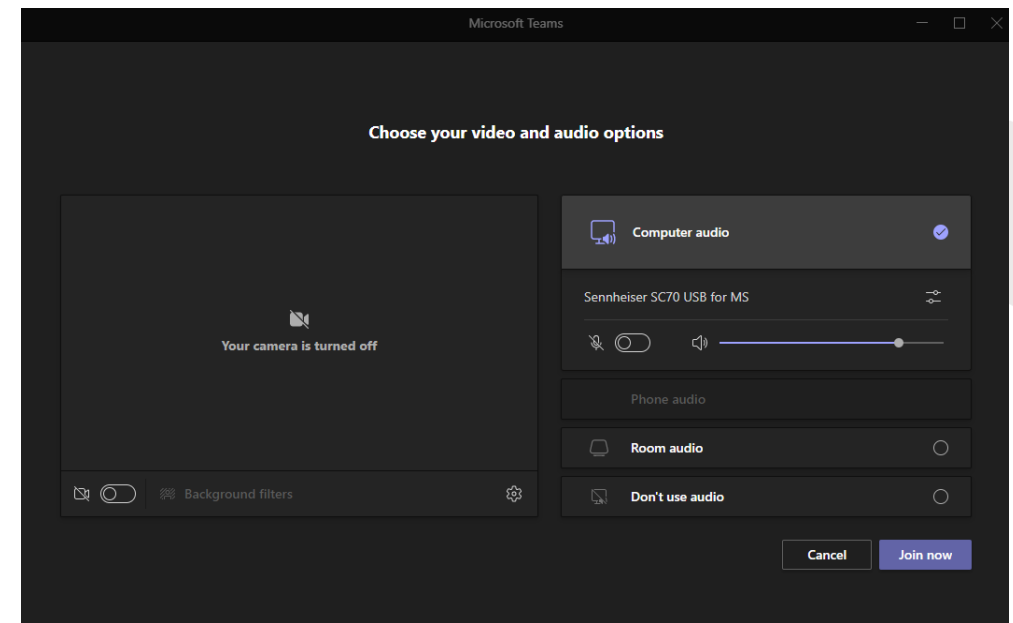 Microsoft Teams
Choose your video and audio options
Your camera is turned off
Background filters
Computer audio
Sennheiser SC70 USB for MS
Phone audio
Room audio
Don't use audio
Cancel
Join now